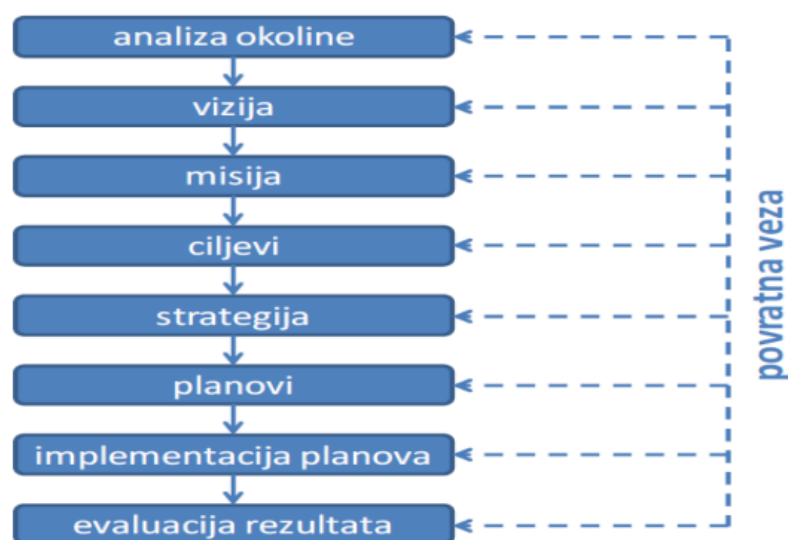 analiza okoline
vizija
misija
ciljevi
strategija
planovi
implementacija planova
evaluacija rezultata
povratna veza